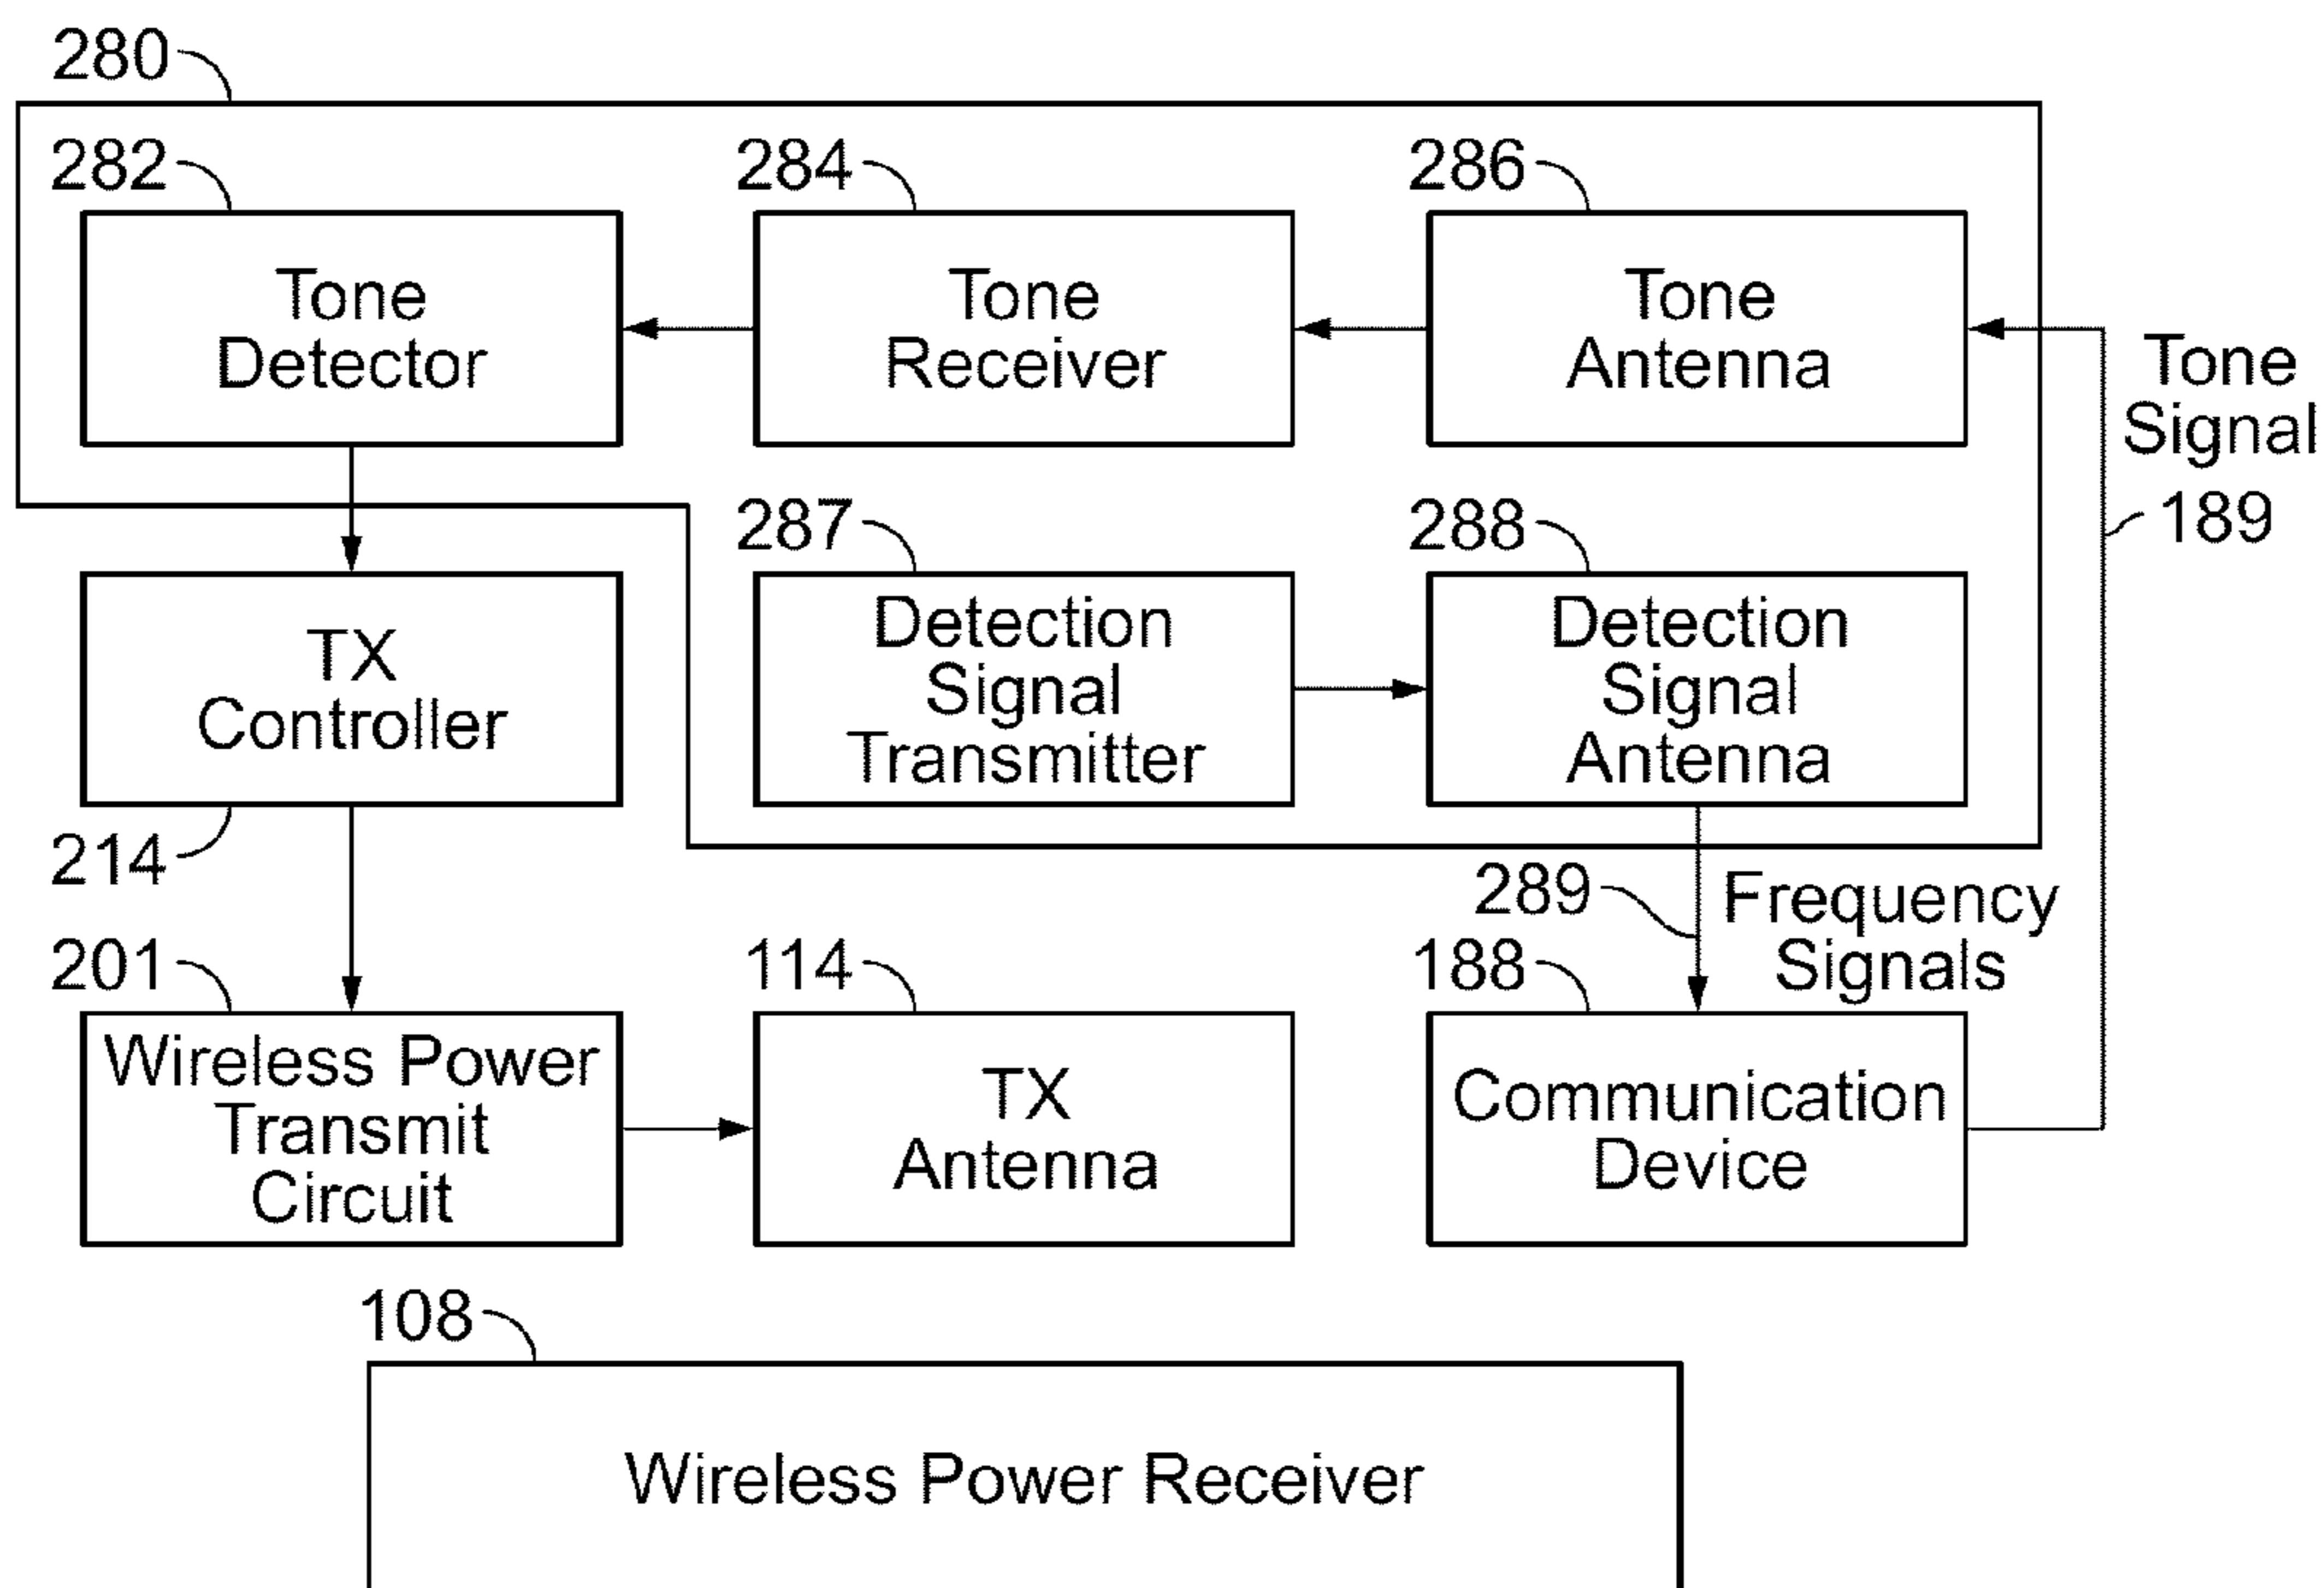 280
282
284
286
Tone
Detector
Tone
Receiver
Tone
Antenna
Tone
Signal
189
287
288
TX
Controller
Detection
Signal
Transmitter
Detection
Signal
Antenna
214
289
Frequency
Signals
201
114
188
Wireless Power
Transmit
Circuit
TX
Antenna
Communication
Device
108
Wireless Power Receiver